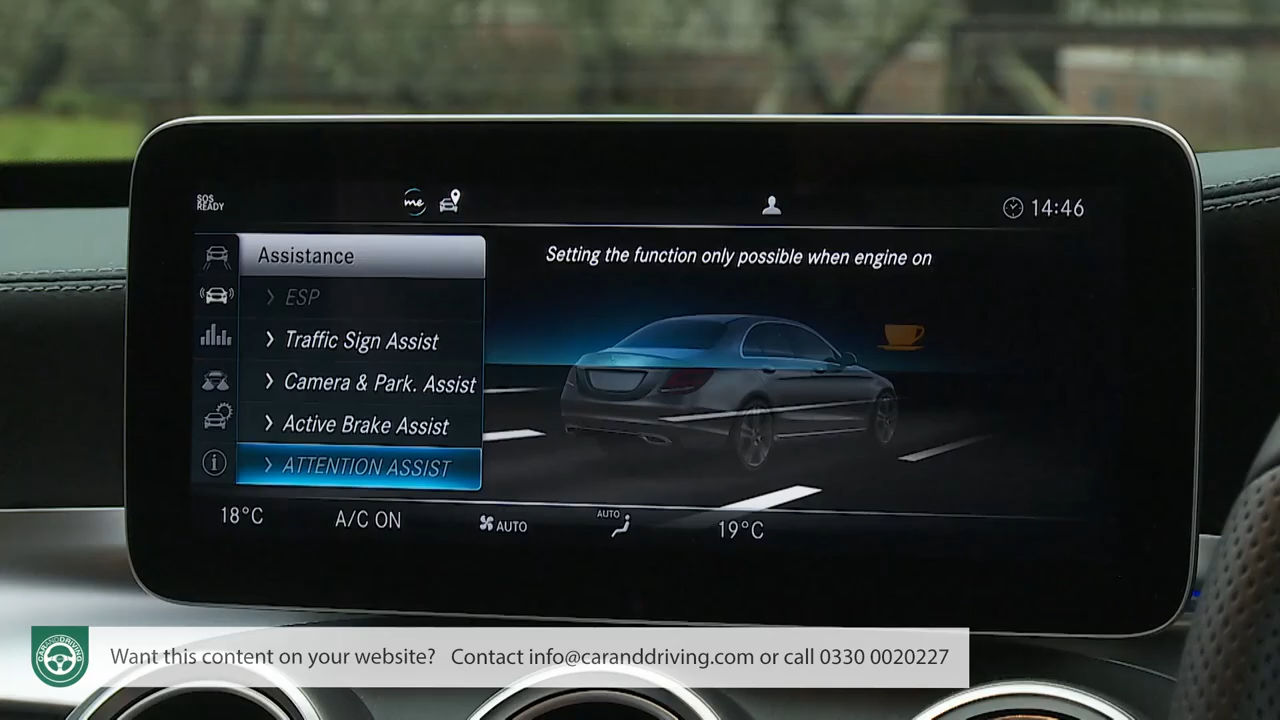 SOS
READY
me
14:46
Assistance
Setting the function only possible when engine on
ESP
Traffic Sign Assist
Camera & Park. Assist
Active Brake Assist
ATTENTION ASSIST
18°C
A/C ON
AUTO
AUTO
19°C
CARANDDRIVING
Want this content on your website? Contact info@caranddriving.com or call 0330 0020227